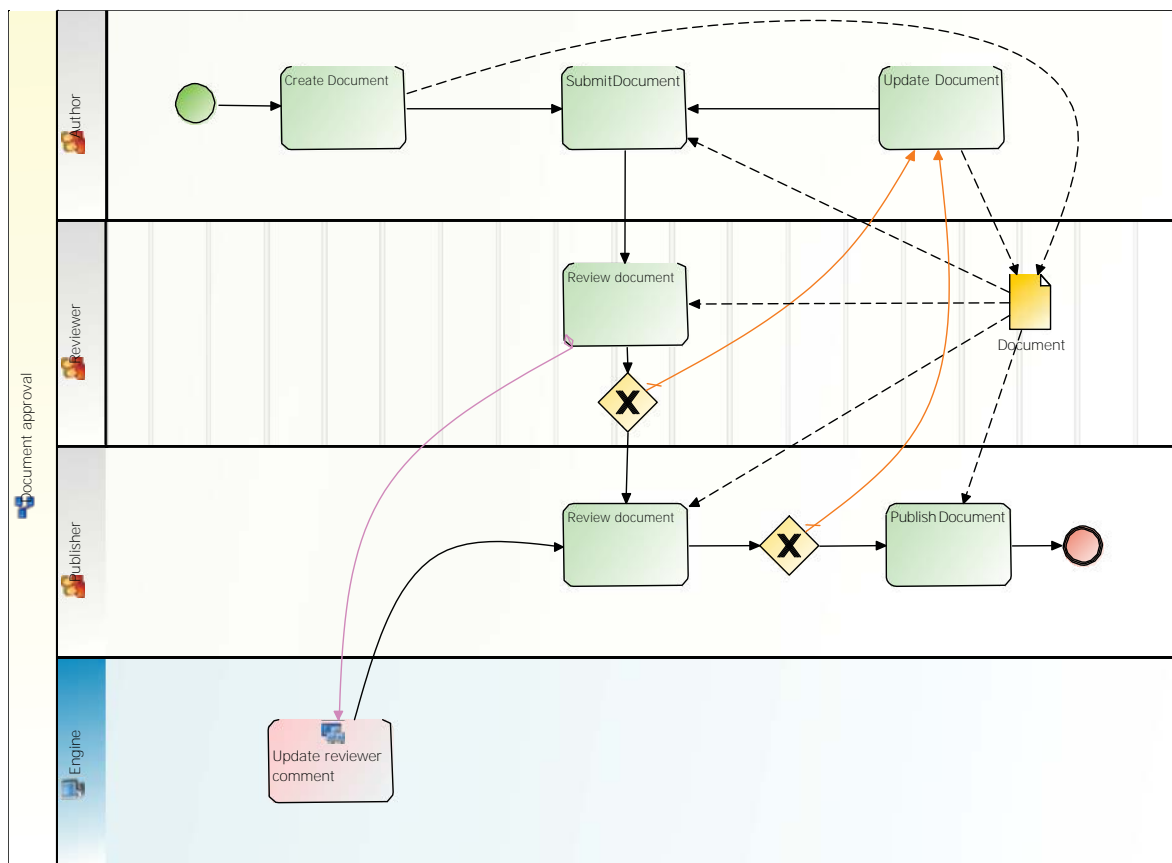 Document approval
Author
Create Document
SubmitDocument
Update Document
Reviewer
Review document
Document
X
Publisher
Review document
X
Publish Document
Engine
Update reviewer
comment